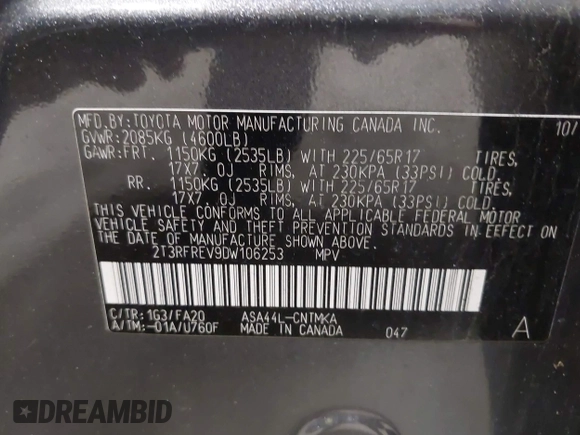 MFD.BY:TOYOTA MOTOR MANUFACTURING CANADA INC. 10/
GVWR:2085KG (4600LB)
GAWR:FRT. 1150KG (2535LB) WITH 225/65R17 TIRES,
17X7 0J RIMS, AT 230KPA (33PSI) COLD.
RR. 1150KG (2535LB) WITH 225/65R17 TIRES,
17X7 0J RIMS, AT 230KPA (33PSI) COLD.
THIS VEHICLE CONFORMS TO ALL APPLICABLE FEDERAL MOTOR
VEHICLE SAFETY AND THEFT PREVENTION STANDARDS IN EFFECT ON
THE DATE OF MANUFACTURE SHOWN ABOVE.
2T3RFREV9DW106253 MPV
C/TR:1G3/FA20 ASA44L-CNTMKA
A/TM:-01A/U760F MADE IN CANADA 047 A
DREAMBID